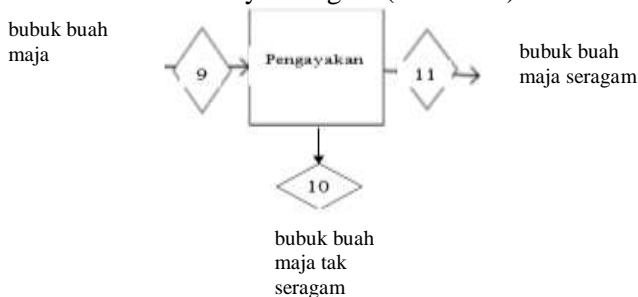 bubuk buah
maja
9
Pengayakan
11
bubuk buah
maja seragam
10
bubuk buah
maja tak
seragam